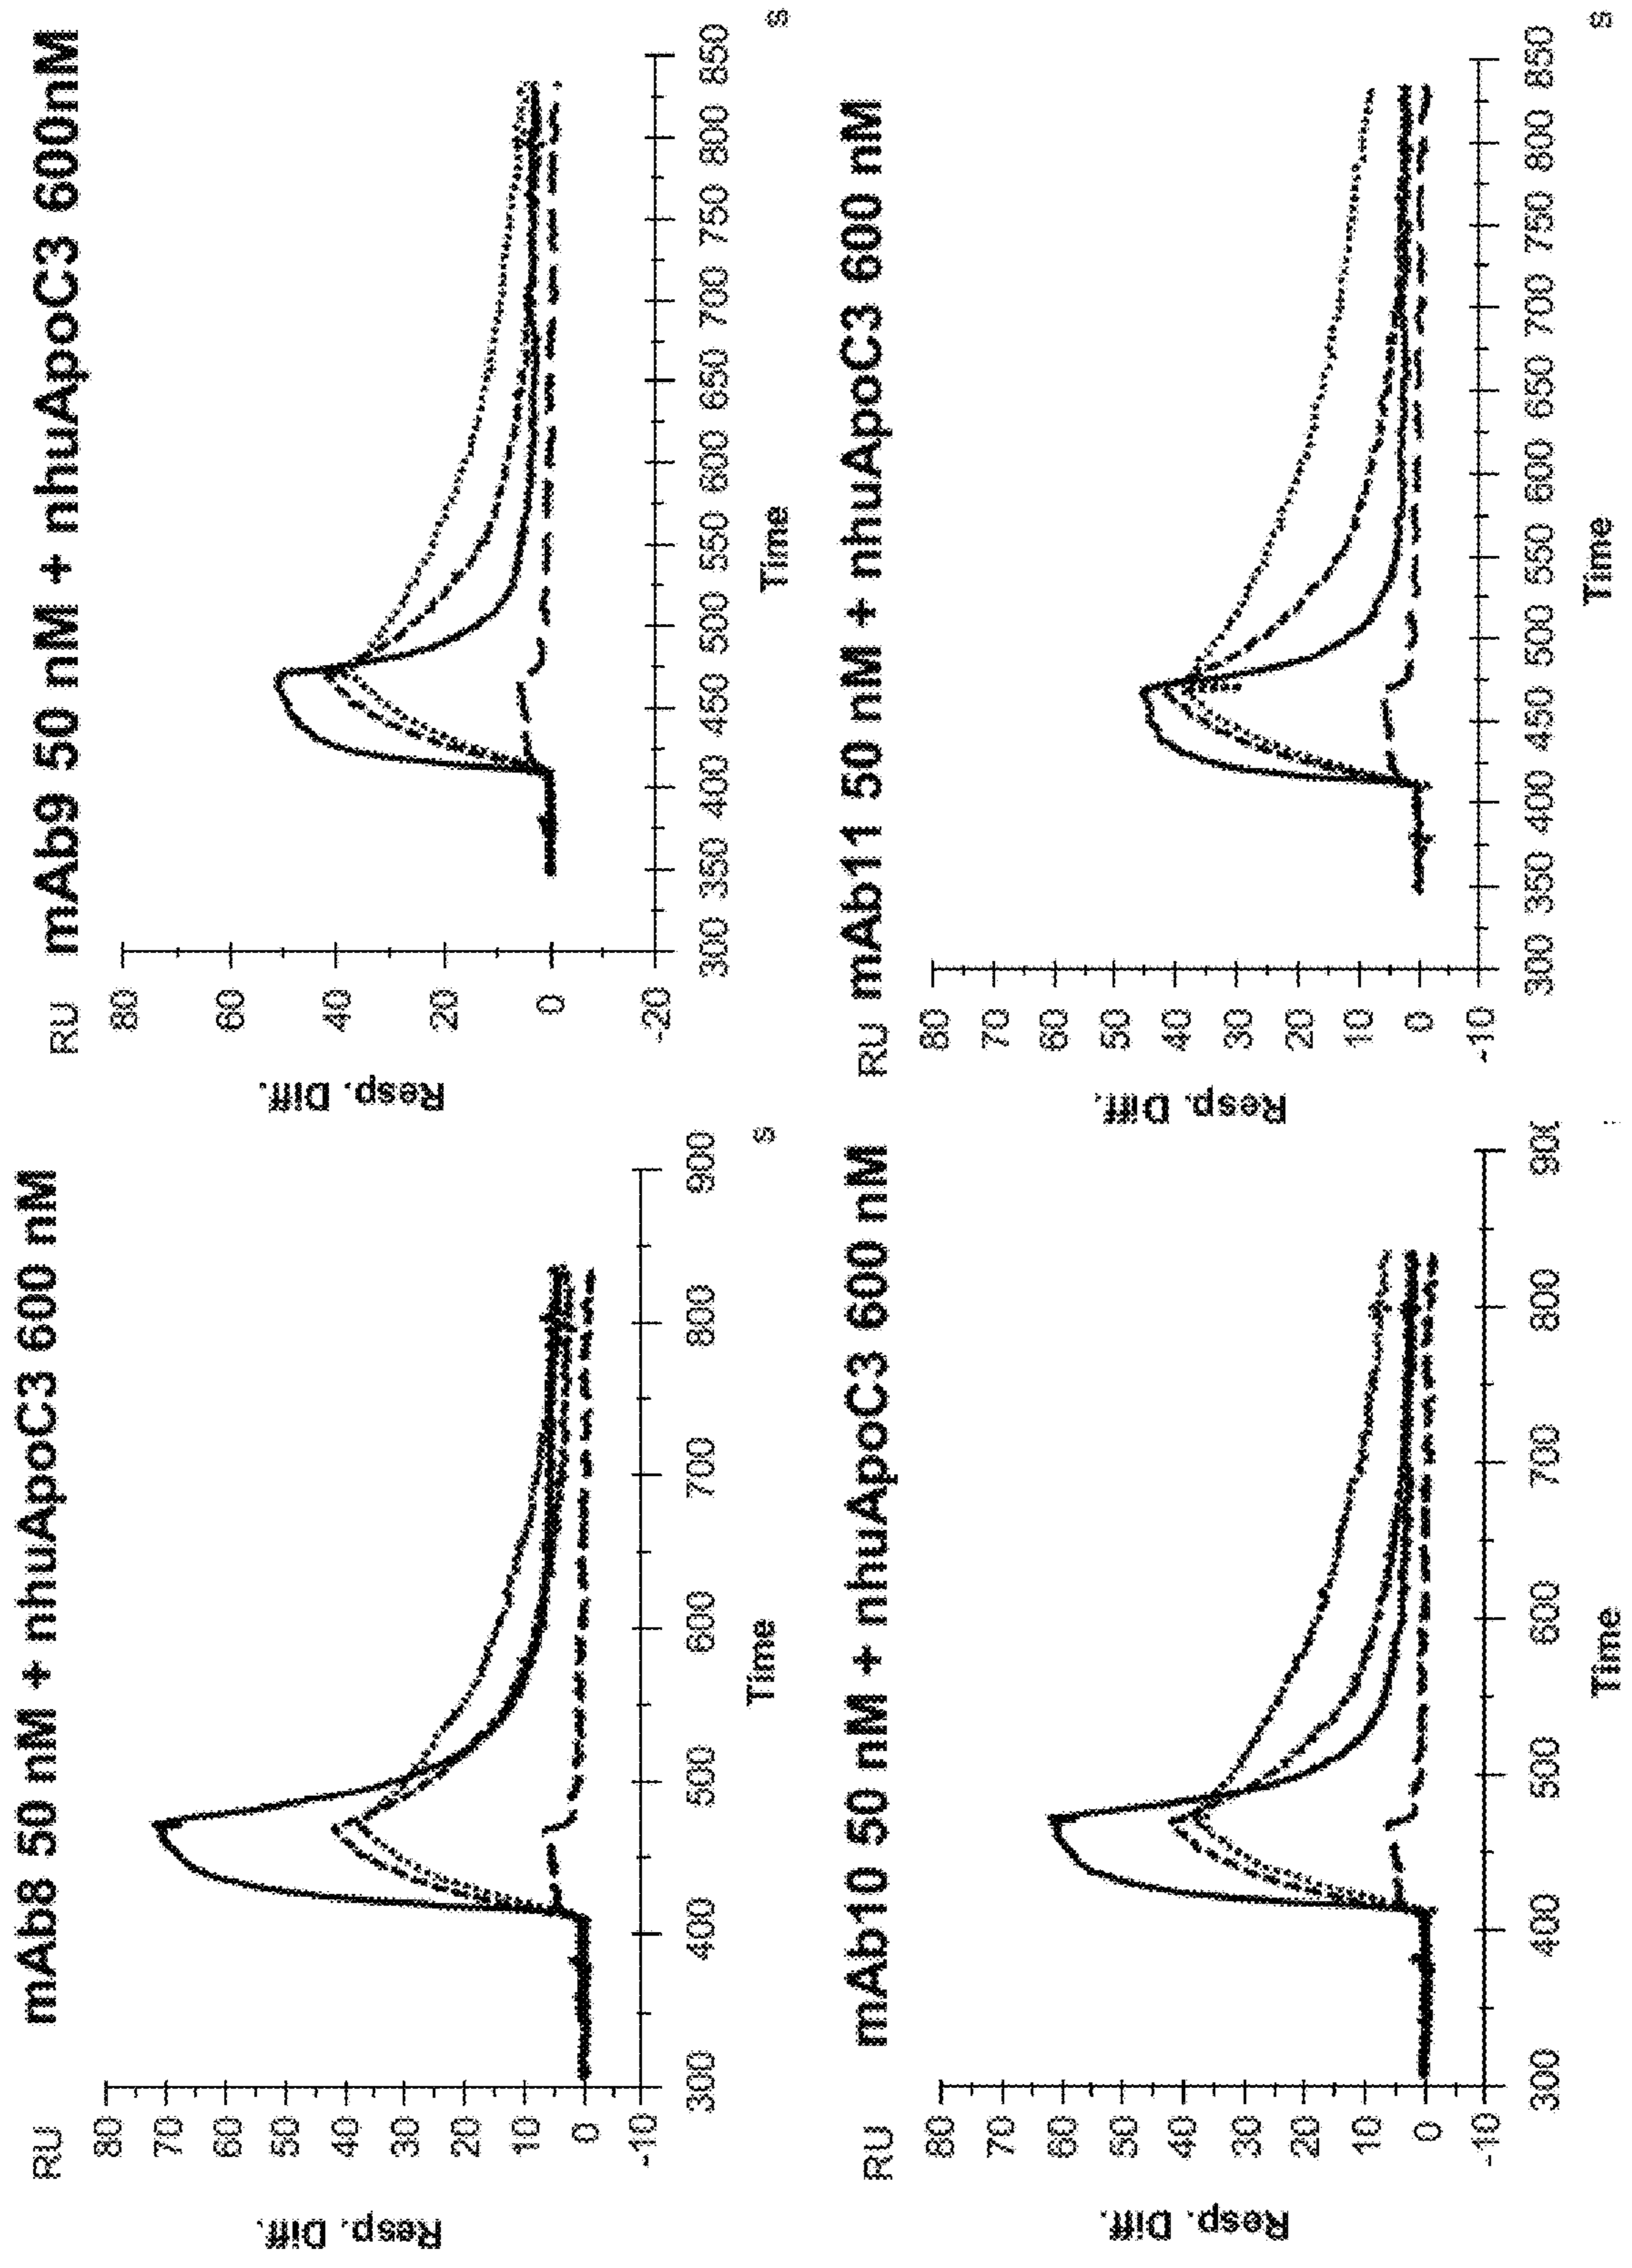 mAb8 50 nM + nhuApoC3 600 nM
RU
80
70
60
50
40
30
20
10
0
-10
Resp. Diff.
300 400 500 600 700 800 900
Time
s
mAb9 50 nM + nhuApoC3 600nM
RU
80
60
40
20
0
-20
Resp. Diff.
300 350 400 450 500 550 600 650 700 750 800 850
Time
s
mAb10 50 nM + nhuApoC3 600 nM
RU
80
70
60
50
40
30
20
10
0
-10
Resp. Diff.
300 400 500 600 700 800
Time
mAb11 50 nM + nhuApoC3 600 nM
RU
80
70
60
50
40
30
20
10
0
-10
Resp. Diff.
300 350 400 450 500 550 600 650 700 750 800 850
Time
s